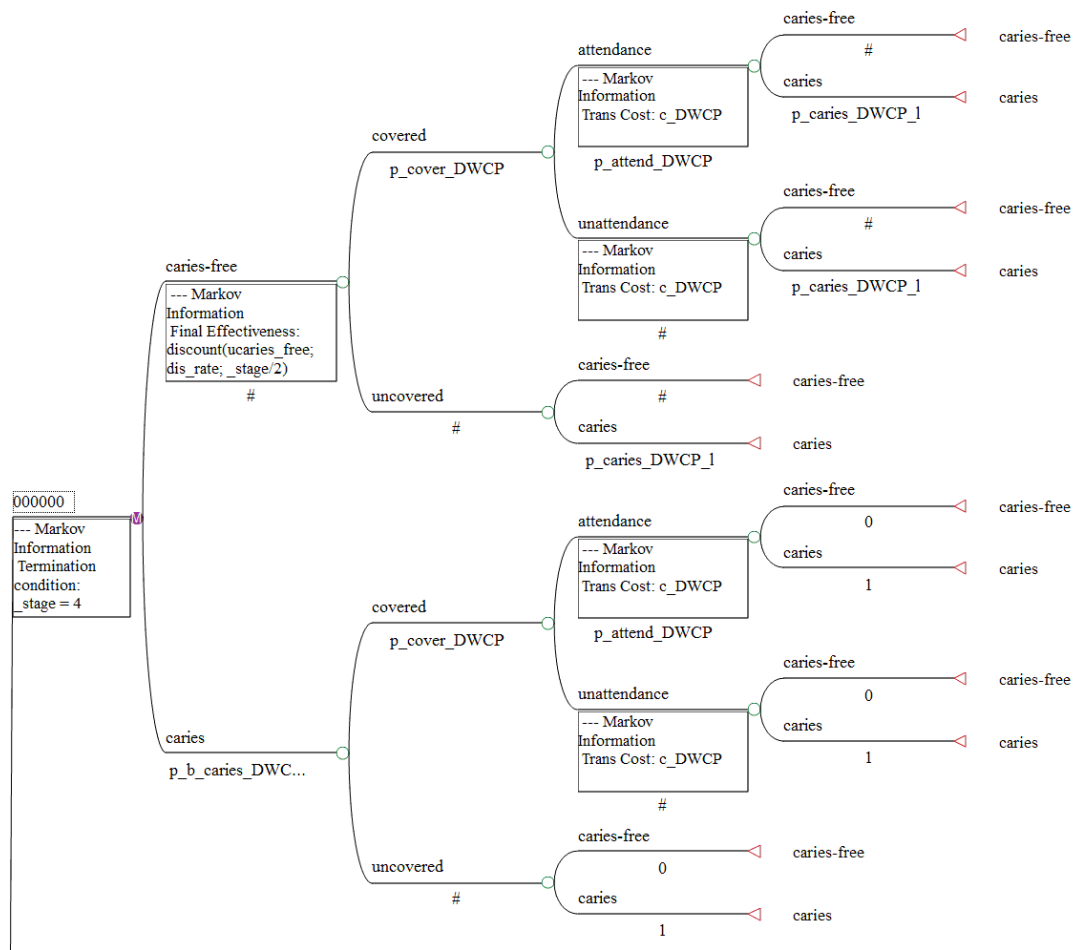 caries-free
#
caries-free
attendance
--- Markov
Information
Trans Cost: c_DWCP
caries
p_caries_DWCP_l
caries
covered
p_cover_DWCP
p_attend_DWCP
caries-free
#
caries-free
unattendance
--- Markov
Information
Trans Cost: c_DWCP
caries
p_caries_DWCP_l
caries
#
caries-free
--- Markov
Information
Final Effectiveness:
discount(ucaries_free;
dis_rate; _stage/2)
#
caries-free
#
caries-free
uncovered
#
caries
p_caries_DWCP_l
caries
000000
--- Markov
Information
Termination
condition:
_stage = 4
M
caries-free
0
caries-free
attendance
--- Markov
Information
Trans Cost: c_DWCP
caries
1
caries
covered
p_cover_DWCP
p_attend_DWCP
caries-free
0
caries-free
unattendance
--- Markov
Information
Trans Cost: c_DWCP
caries
1
caries
#
caries
p_b_caries_DWC...
caries-free
0
caries-free
uncovered
#
caries
1
caries